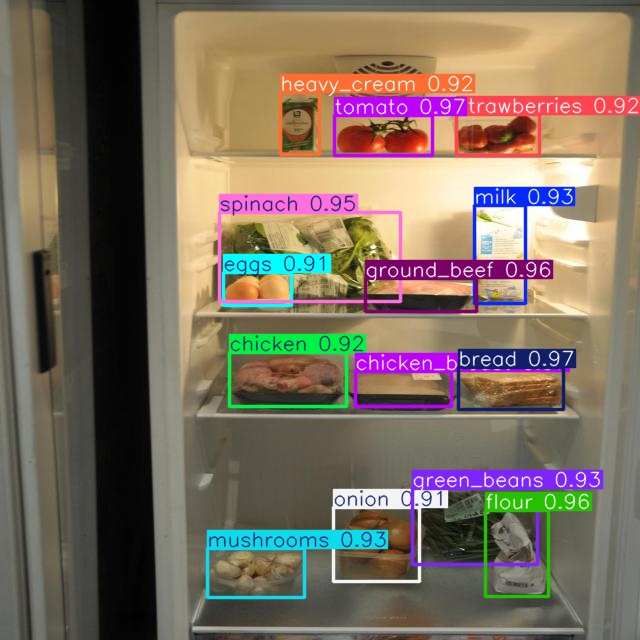 heavy_cream 0.92
tomato 0.97
trawberries 0.92
spinach 0.95
milk 0.93
eggs 0.91
ground_beef 0.96
chicken 0.92
chicken_b
bread 0.97
green_beans 0.93
onion 0.91
flour 0.96
mushrooms 0.93